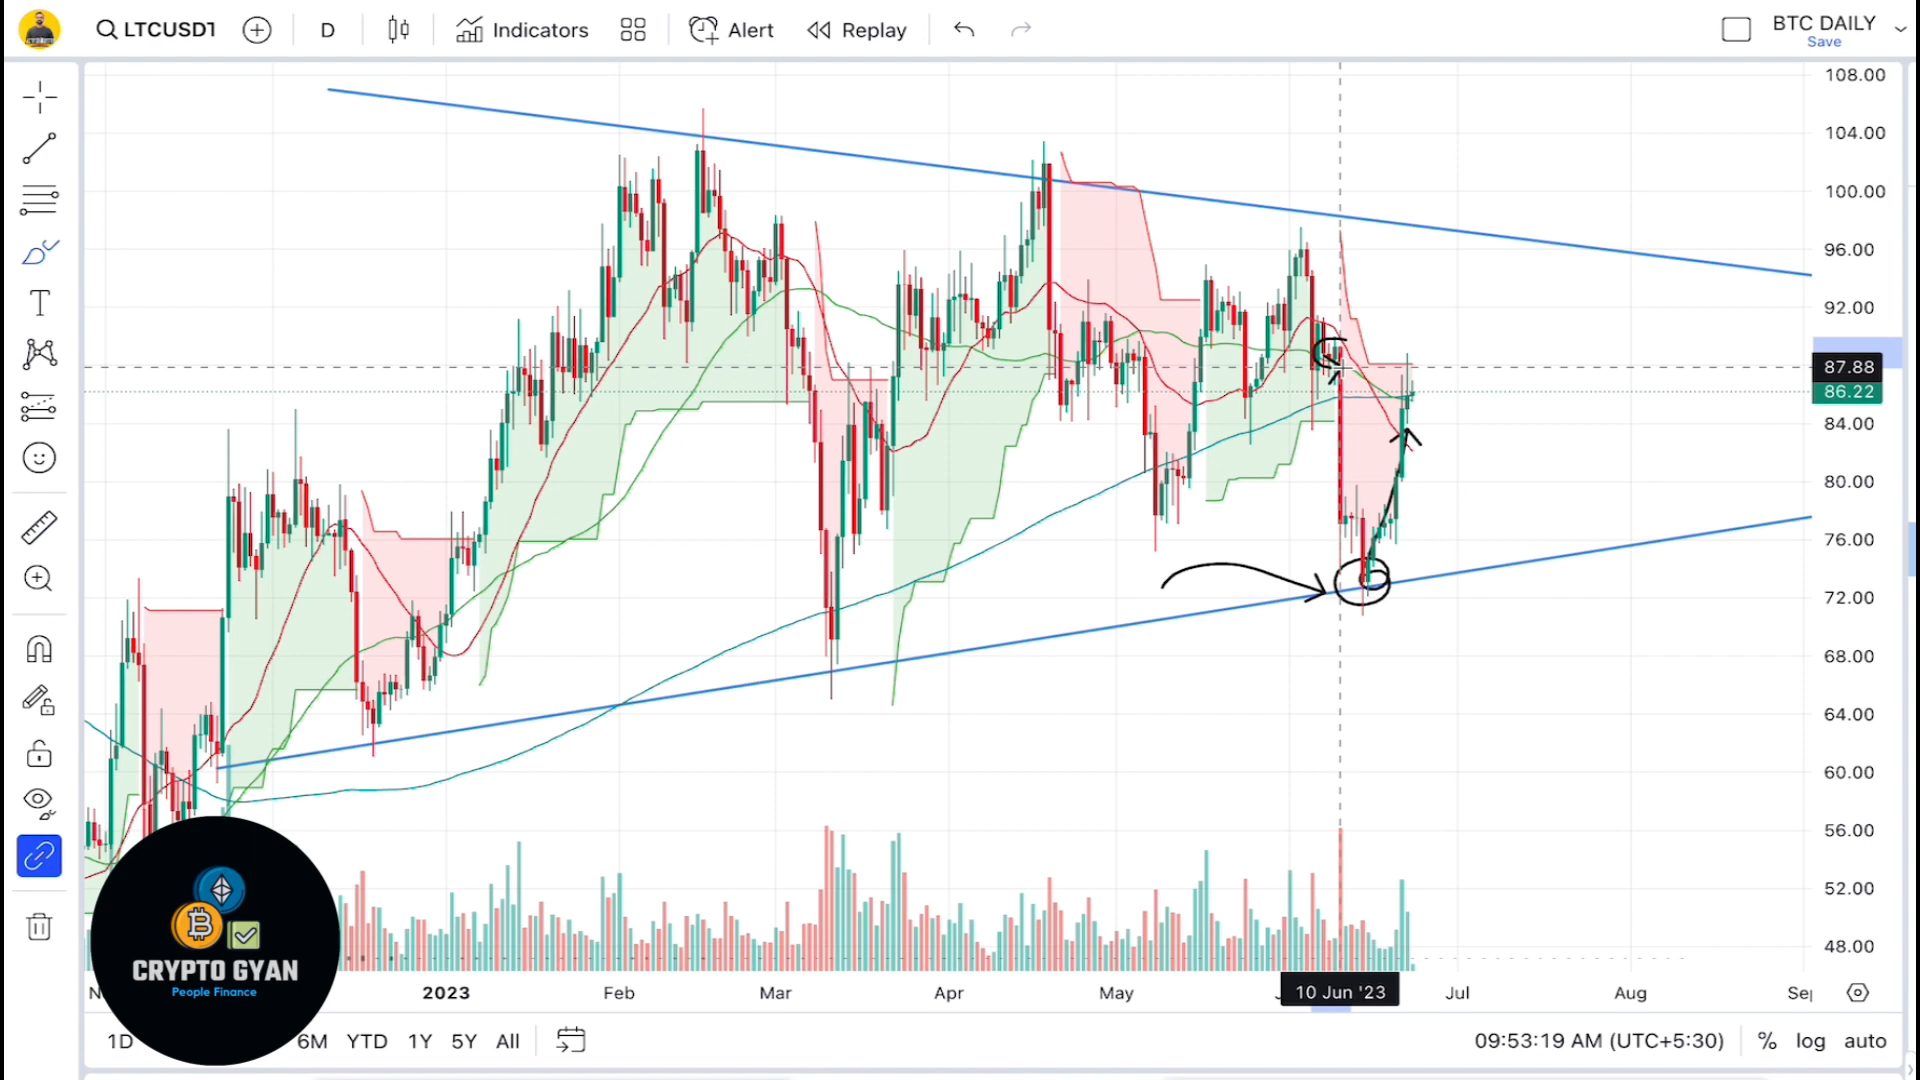 LTCUSDT
D
Indicators
Alert
Replay
BTC DAILY
Save
108.00
104.00
100.00
96.00
92.00
87.88
86.22
84.00
80.00
76.00
72.00
68.00
64.00
60.00
56.00
52.00
48.00
CRYPTO GYAN
People Finance
2023
Feb
Mar
Apr
May
10 Jun '23
Jul
Aug
Sep
1D
6M
YTD
1Y
5Y
All
09:53:19 AM (UTC+5:30)
%
log
auto